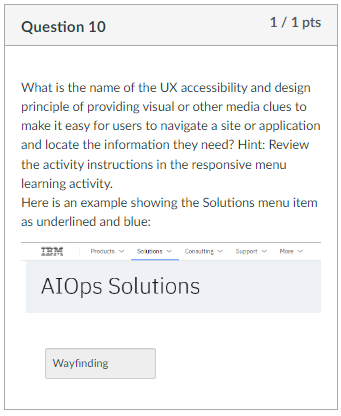 Question 10
1 / 1 pts
What is the name of the UX accessibility and design
principle of providing visual or other media clues to
make it easy for users to navigate a site or application
and locate the information they need? Hint: Review
the activity instructions in the responsive menu
learning activity.
Here is an example showing the Solutions menu item
as underlined and blue:
IBM Products Solutions Consulting Support More
AIOps Solutions
Wayfinding